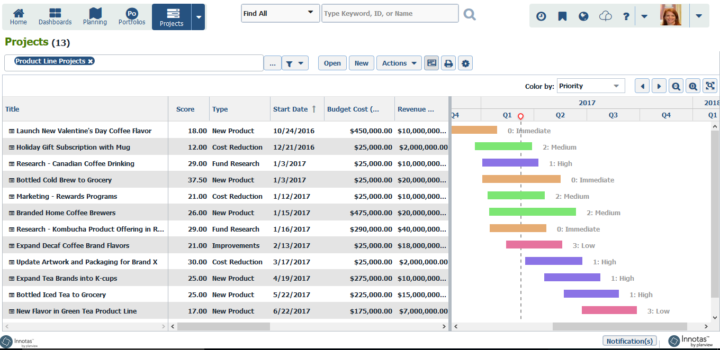 Home Dashboards Planning Po Portfolios Projects Find All Type Keyword, ID, or Name ?
Projects (13)
Product Line Projects x ... Open New Actions
Color by: Priority
Title Score Type Start Date ↑ Budget Cost (... Revenue ... 2017 2018
Q4 Q1 Q2 Q3 Q4 Q1
Launch New Valentine's Day Coffee Flavor 18.00 New Product 10/24/2016 $450,000.00 $10,000,000... 0: Immediate
Holiday Gift Subscription with Mug 12.00 Cost Reduction 12/21/2016 $25,000.00 $2,000,000.00 2: Medium
Research - Canadian Coffee Drinking 29.00 Fund Research 1/3/2017 $25,000.00 $10,000,000... 1: High
Bottled Cold Brew to Grocery 37.50 New Product 1/3/2017 $25,000.00 $20,000,000... 0: Immediate
Marketing - Rewards Programs 21.00 Cost Reduction 1/12/2017 $25,000.00 $10,000,000... 2: Medium
Branded Home Coffee Brewers 26.00 New Product 1/15/2017 $475,000.00 $20,000,000... 2: Medium
Research - Kombucha Product Offering in R... 29.00 Fund Research 1/16/2017 $290,000.00 $40,000,000... 0: Immediate
Expand Decaf Coffee Brand Flavors 21.00 Improvements 2/13/2017 $25,000.00 $18,000,000... 3: Low
Update Artwork and Packaging for Brand X 30.00 Cost Reduction 3/17/2017 $25,000.00 $2,000,000.00 1: High
Expand Tea Brands into K-cups 25.00 New Product 4/19/2017 $275,000.00 $10,000,000... 1: High
Bottled Iced Tea to Grocery 25.00 New Product 5/22/2017 $225,000.00 $15,000,000... 1: High
New Flavor in Green Tea Product Line 17.00 New Product 6/22/2017 $175,000.00 $7,000,000.00 3: Low
Innotas by planview Notification(s) Innotas by planview